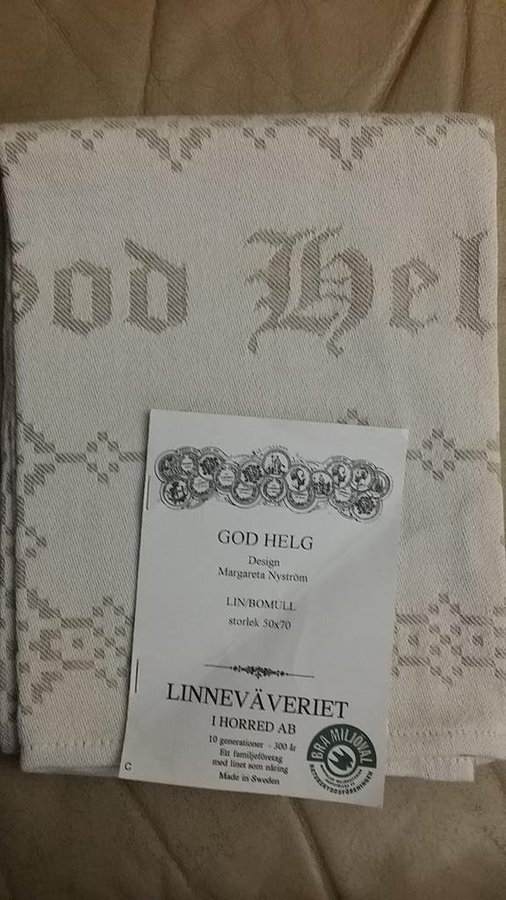 God Hel
GOD HELG
Design
Margareta Nyström
LIN/BOMULL
storlek 50x70
LINNEVÄVERIET
I HORRED AB
10 generationer - 300 år
Ett familjeföretag
med linet som näring
Made in Sweden
C
BRA MILJÖVAL
NATURSKYDDSFÖRENINGEN